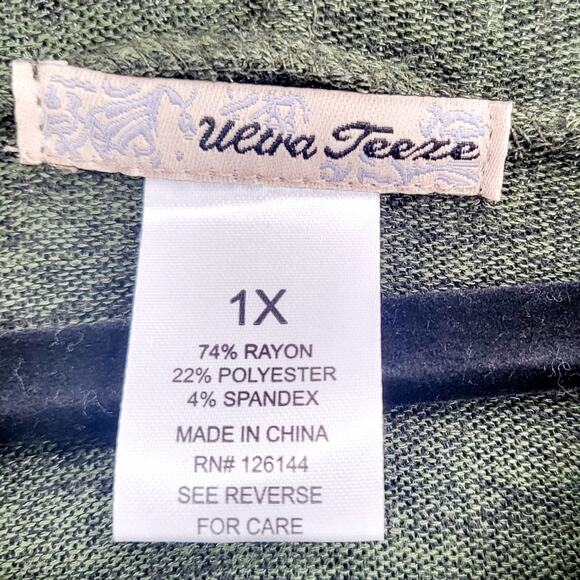 Ultra Teeze
1X
74% RAYON
22% POLYESTER
4% SPANDEX
MADE IN CHINA
RN# 126144
SEE REVERSE
FOR CARE